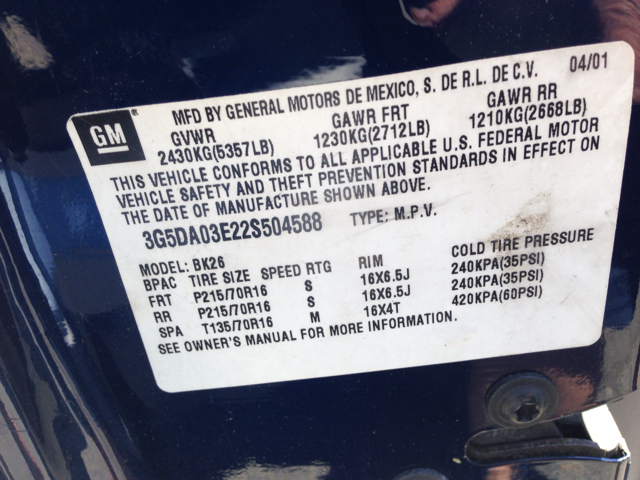 MFD BY GENERAL MOTORS DE MEXICO, S. DE R.L. DE C.V. 04/01
GM
GVWR GAWR FRT GAWR RR
2430KG(5357LB) 1230KG(2712LB) 1210KG(2668LB)
THIS VEHICLE CONFORMS TO ALL APPLICABLE U.S. FEDERAL MOTOR
VEHICLE SAFETY AND THEFT PREVENTION STANDARDS IN EFFECT ON
THE DATE OF MANUFACTURE SHOWN ABOVE.
3G5DA03E22S504588 TYPE: M.P.V.
MODEL: BK26
BPAC TIRE SIZE SPEED RTG RIM COLD TIRE PRESSURE
FRT P215/70R16 S 16X6.5J 240KPA(35PSI)
RR P215/70R16 S 16X6.5J 240KPA(35PSI)
SPA T135/70R16 M 16X4T 420KPA(60PSI)
SEE OWNER'S MANUAL FOR MORE INFORMATION.